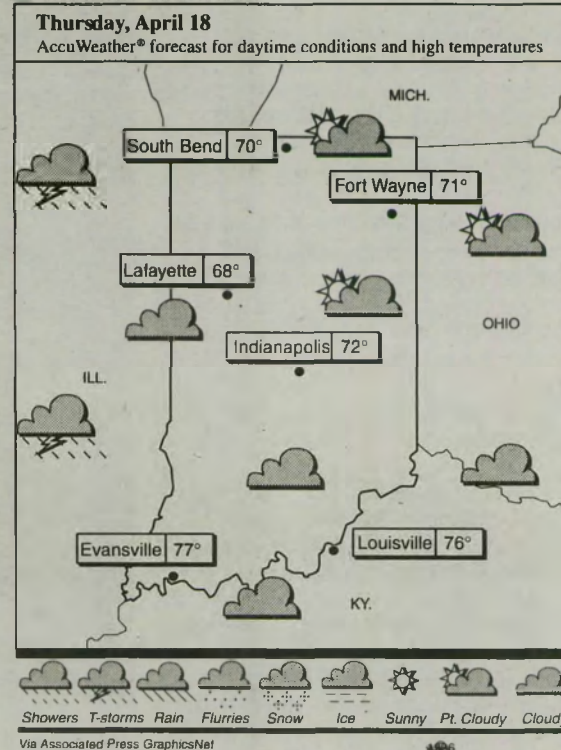 Thursday, April 18
AccuWeather® forecast for daytime conditions and high temperatures
MICH.
South Bend 70°
Fort Wayne 71°
Lafayette 68°
OHIO
Indianapolis 72°
ILL.
Evansville 77°
Louisville 76°
KY.
Showers T-storms Rain Flurries Snow Ice Sunny Pt. Cloudy Cloud
Via Associated Press GraphicsNet